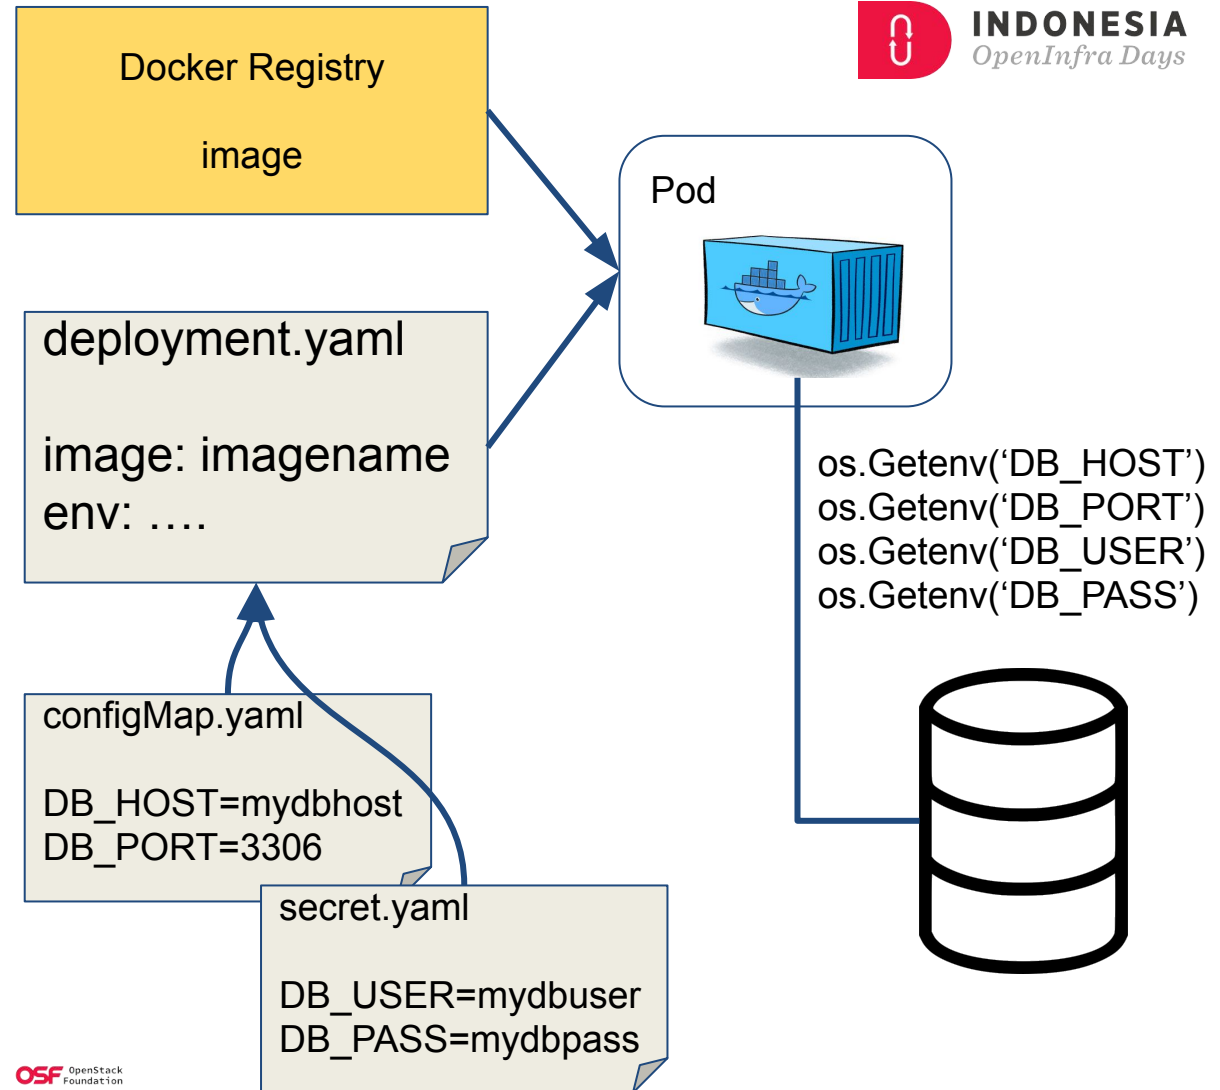 INDONESIA
OpenInfra Days
Docker Registry
image
Pod
deployment.yaml
image: imagename
env: ….
os.Getenv(‘DB_HOST’)
os.Getenv(‘DB_PORT’)
os.Getenv(‘DB_USER’)
os.Getenv(‘DB_PASS’)
configMap.yaml
DB_HOST=mydbhost
DB_PORT=3306
secret.yaml
DB_USER=mydbuser
DB_PASS=mydbpass
OSF OpenStack
Foundation